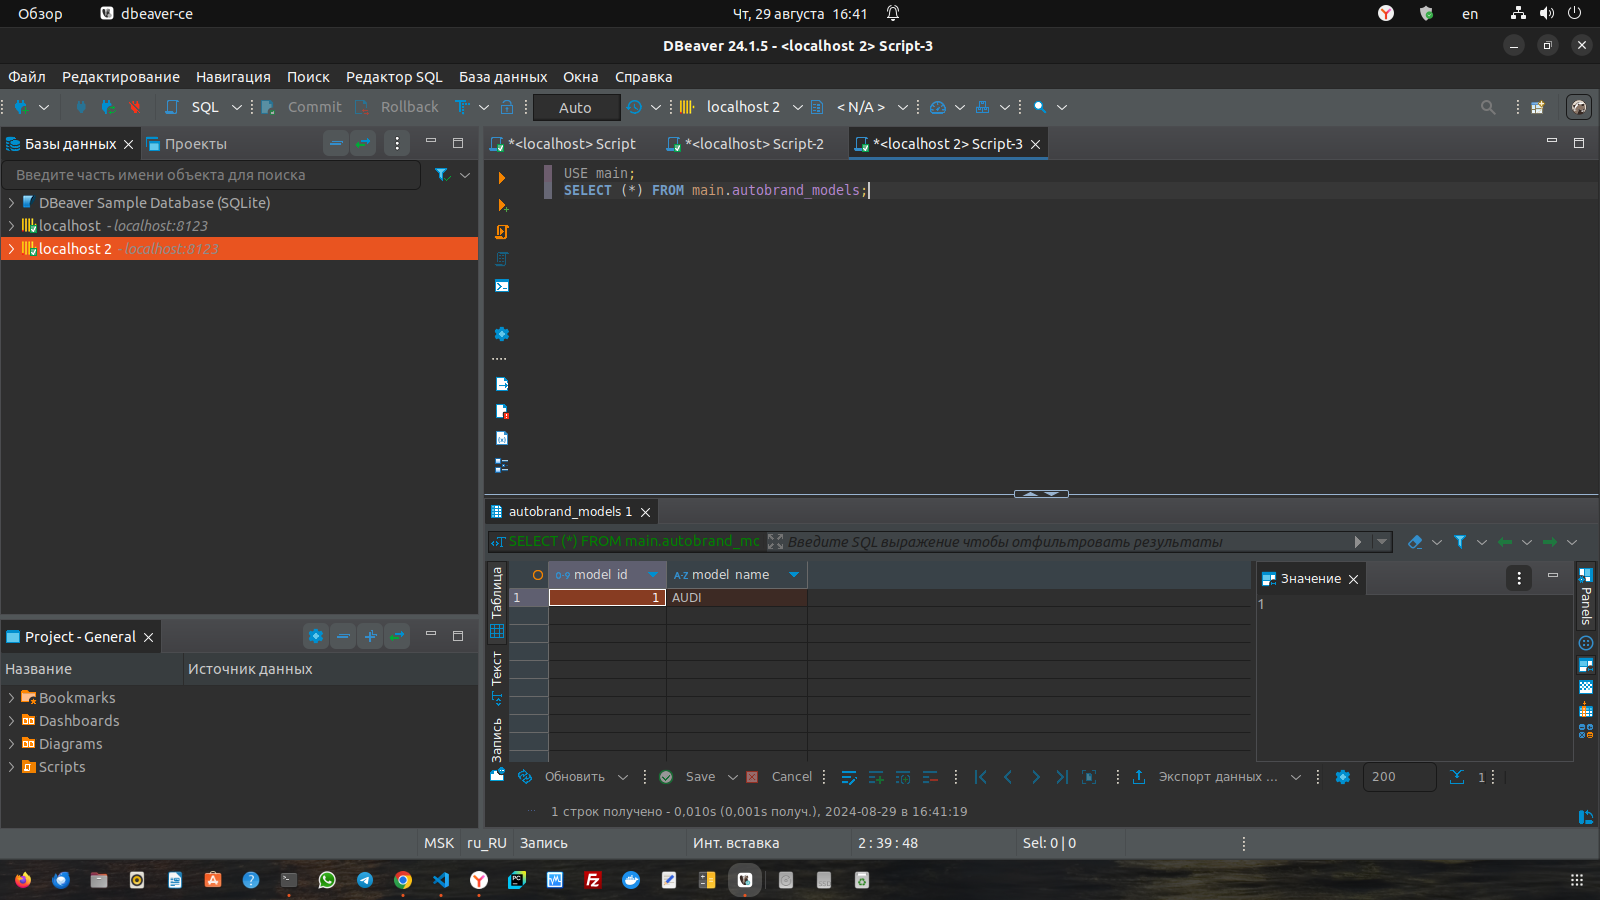 Обзор
dbeaver-ce
Чт, 29 августа 16:41
en
DBeaver 24.1.5 - <localhost 2> Script-3
Файл Редактирование Навигация Поиск Редактор SQL База данных Окна Справка
SQL
Commit
Rollback
Auto
localhost 2
< N/A >
Базы данных
Проекты
*<localhost> Script
*<localhost> Script-2
*<localhost 2> Script-3
Введите часть имени объекта для поиска
DBeaver Sample Database (SQLite)
localhost - localhost:8123
localhost 2 - localhost:8123
USE main;
SELECT (*) FROM main.autobrand_models;
autobrand_models 1
SELECT (*) FROM main.autobrand_mo
Введите SQL выражение чтобы отфильтровать результаты
Таблица
Текст
Запись
model_id
model_name
1 1 AUDI
Значение
1
Panels
Project - General
Название
Источник данных
Bookmarks
Dashboards
Diagrams
Scripts
Обновить
Save
Cancel
Экспорт данных ...
200
1
1 строк получено - 0,010s (0,001s получ.), 2024-08-29 в 16:41:19
MSK
ru_RU
Запись
Инт. вставка
2 : 39 : 48
Sel: 0 | 0